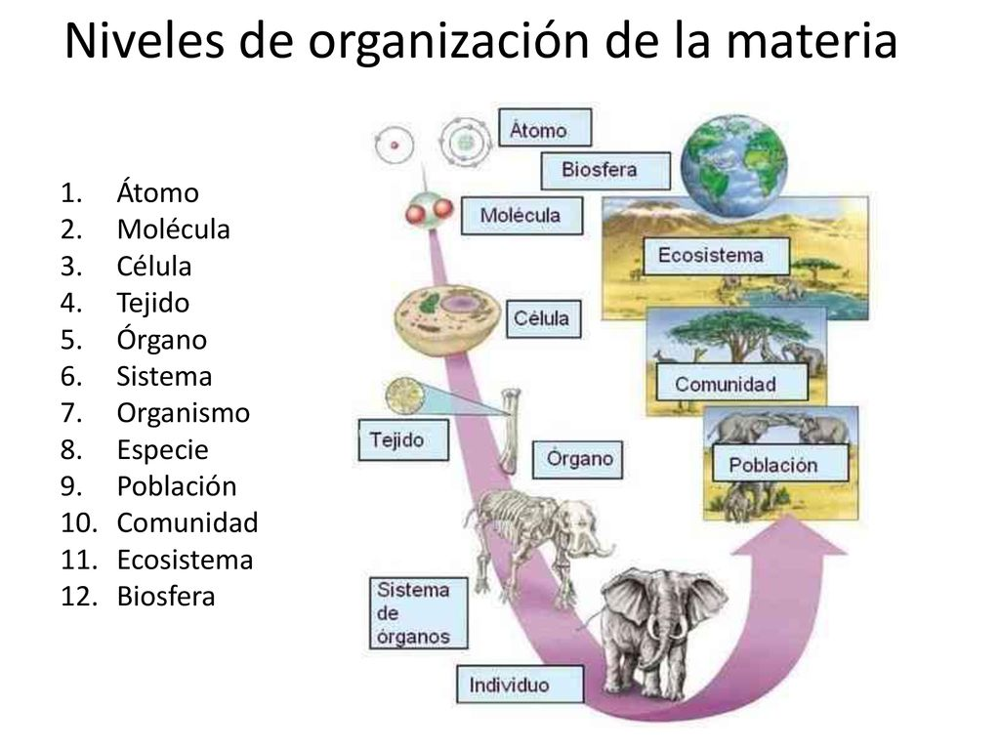 Niveles de organización de la materia
1. Átomo
2. Molécula
3. Célula
4. Tejido
5. Órgano
6. Sistema
7. Organismo
8. Especie
9. Población
10. Comunidad
11. Ecosistema
12. Biosfera
Átomo
Biosfera
Molécula
Ecosistema
Célula
Comunidad
Tejido
Órgano
Población
Sistema
de
órganos
Individuo